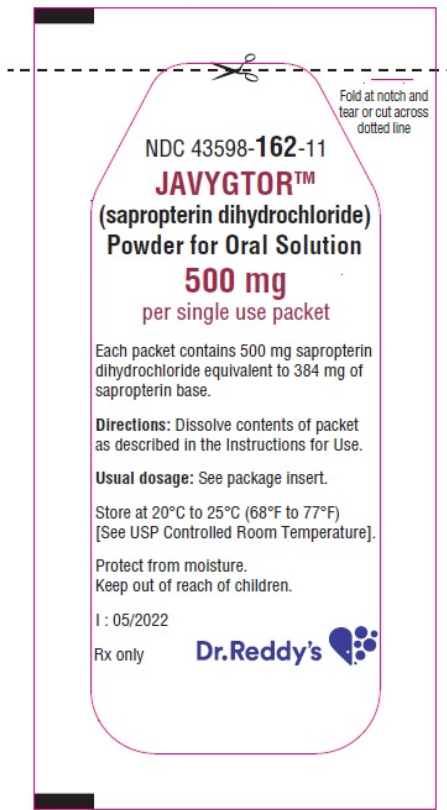 Fold at notch and
tear or cut across
dotted line
NDC 43598-162-11
JAVYGTOR™
(sapropterin dihydrochloride)
Powder for Oral Solution
500 mg
per single use packet
Each packet contains 500 mg sapropterin
dihydrochloride equivalent to 384 mg of
sapropterin base.
Directions: Dissolve contents of packet
as described in the Instructions for Use.
Usual dosage: See package insert.
Store at 20°C to 25°C (68°F to 77°F)
[See USP Controlled Room Temperature].
Protect from moisture.
Keep out of reach of children.
I : 05/2022
Rx only
Dr.Reddy's